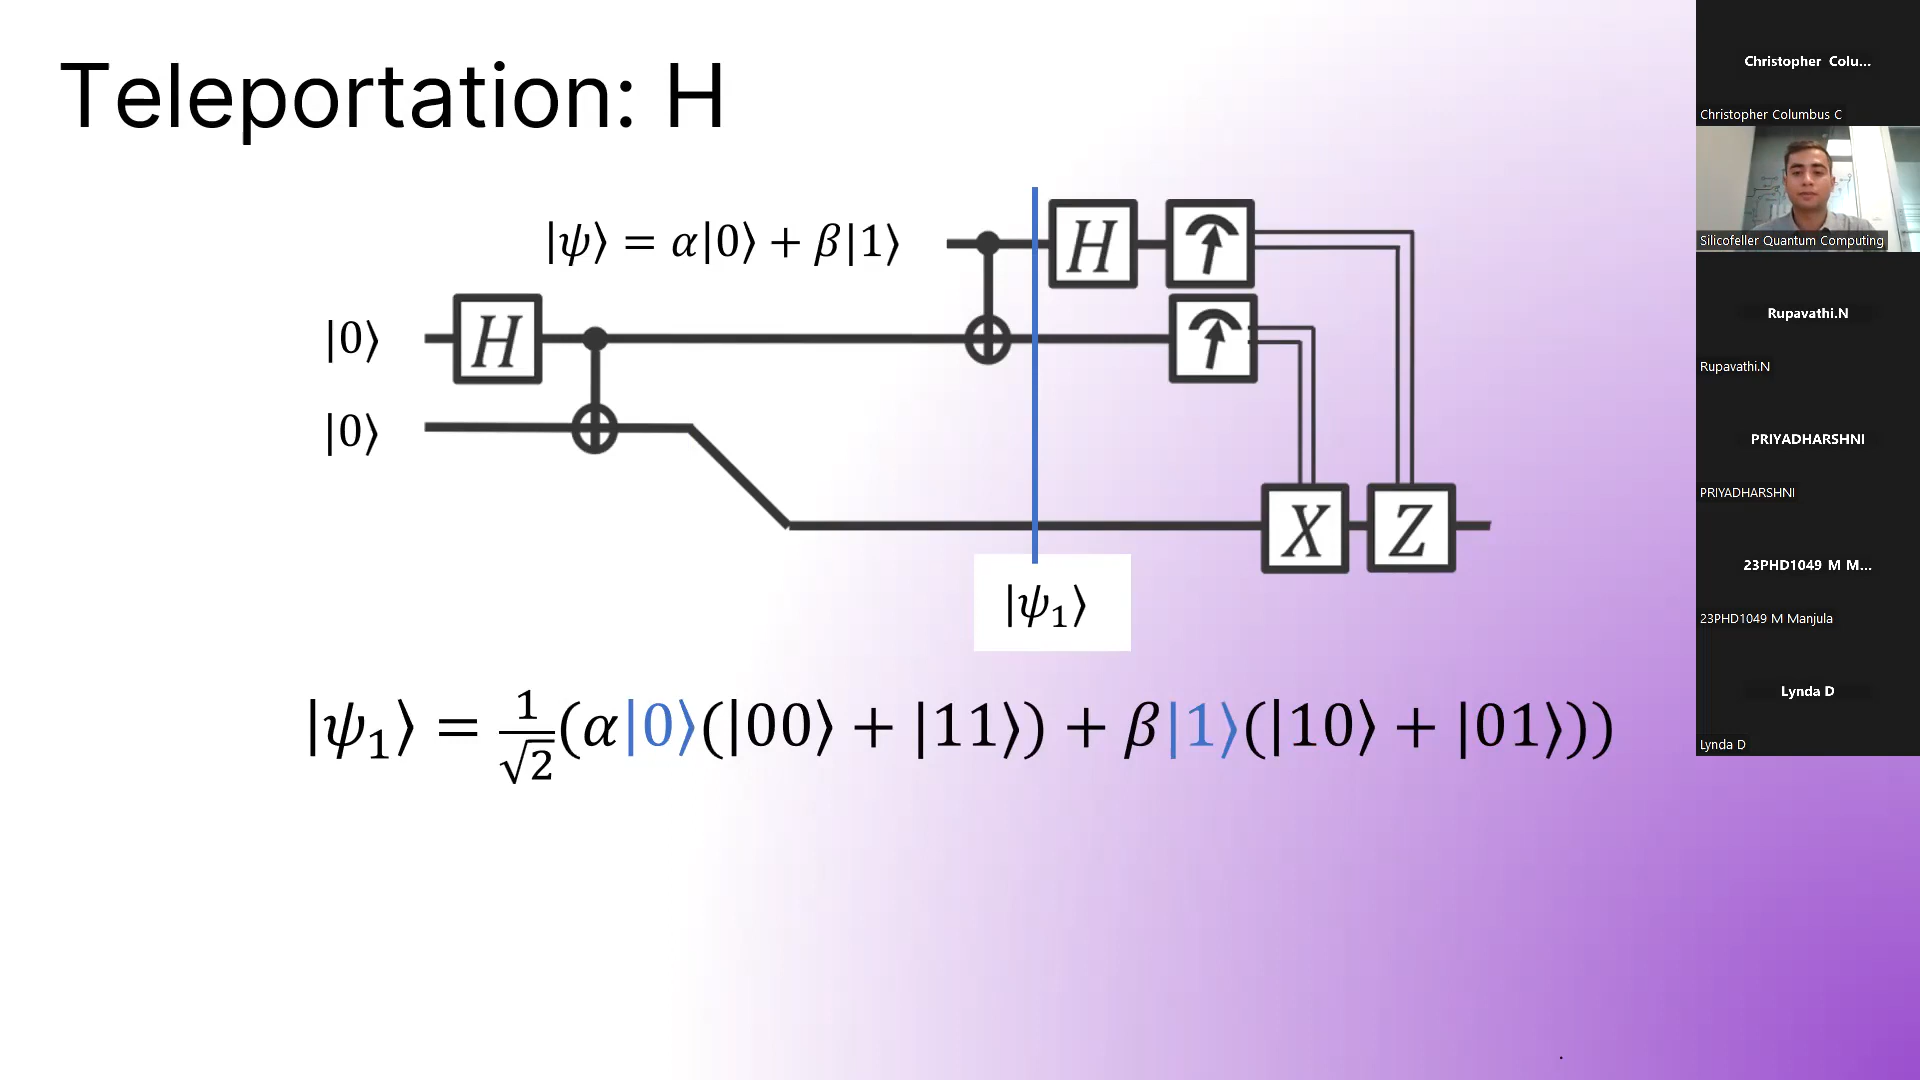 Teleportation: H
|ψ⟩ = α|0⟩ + β|1⟩
H
|0⟩
H
|0⟩
X
Z
|ψ₁⟩
|ψ₁⟩ = 1/√2 (α|0⟩(|00⟩ + |11⟩) + β|1⟩(|10⟩ + |01⟩))
Christopher Colu...
Christopher Columbus C
Silicofeller Quantum Computing
Rupavathi.N
Rupavathi.N
PRIYADHARSHNI
PRIYADHARSHNI
23PHD1049 M M...
23PHD1049 M Manjula
Lynda D
Lynda D